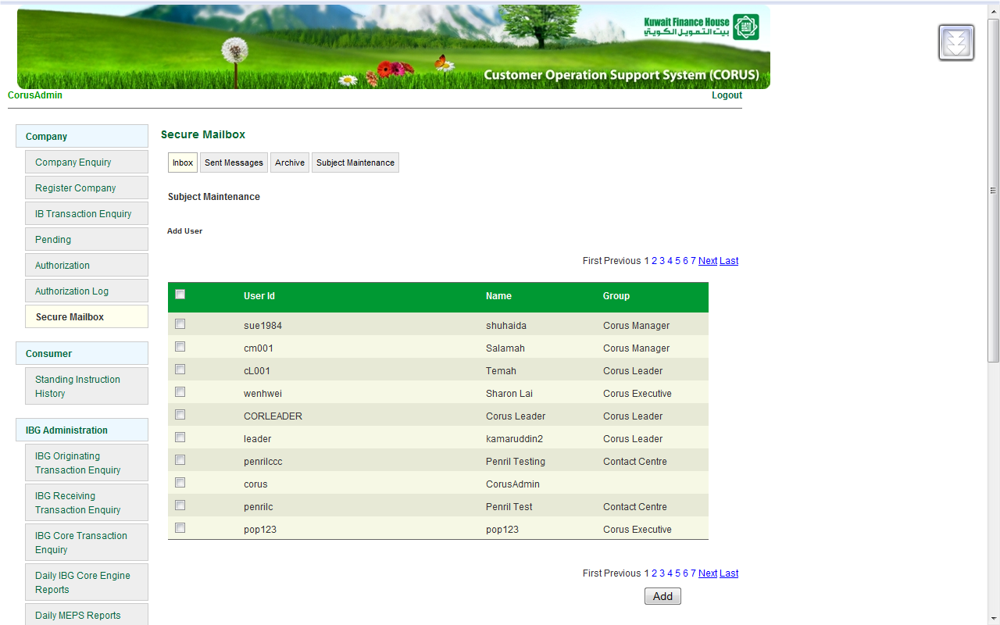 Kuwait Finance House
بيت التمويل الكويتي
Customer Operation Support System (CORUS)
CorusAdmin
Logout
Company
Company Enquiry
Register Company
IB Transaction Enquiry
Pending
Authorization
Authorization Log
Secure Mailbox
Consumer
Standing Instruction
History
IBG Administration
IBG Originating
Transaction Enquiry
IBG Receiving
Transaction Enquiry
IBG Core Transaction
Enquiry
Daily IBG Core Engine
Reports
Daily MEPS Reports
Secure Mailbox
Inbox Sent Messages Archive Subject Maintenance
Subject Maintenance
Add User
First Previous 1 2 3 4 5 6 7 Next Last
User Id Name Group
sue1984 shuhaida Corus Manager
cm001 Salamah Corus Manager
cL001 Temah Corus Leader
wenhwei Sharon Lai Corus Executive
CORLEADER Corus Leader Corus Leader
leader kamaruddin2 Corus Leader
penrilccc Penril Testing Contact Centre
corus CorusAdmin
penrilc Penril Test Contact Centre
pop123 pop123 Corus Executive
First Previous 1 2 3 4 5 6 7 Next Last
Add